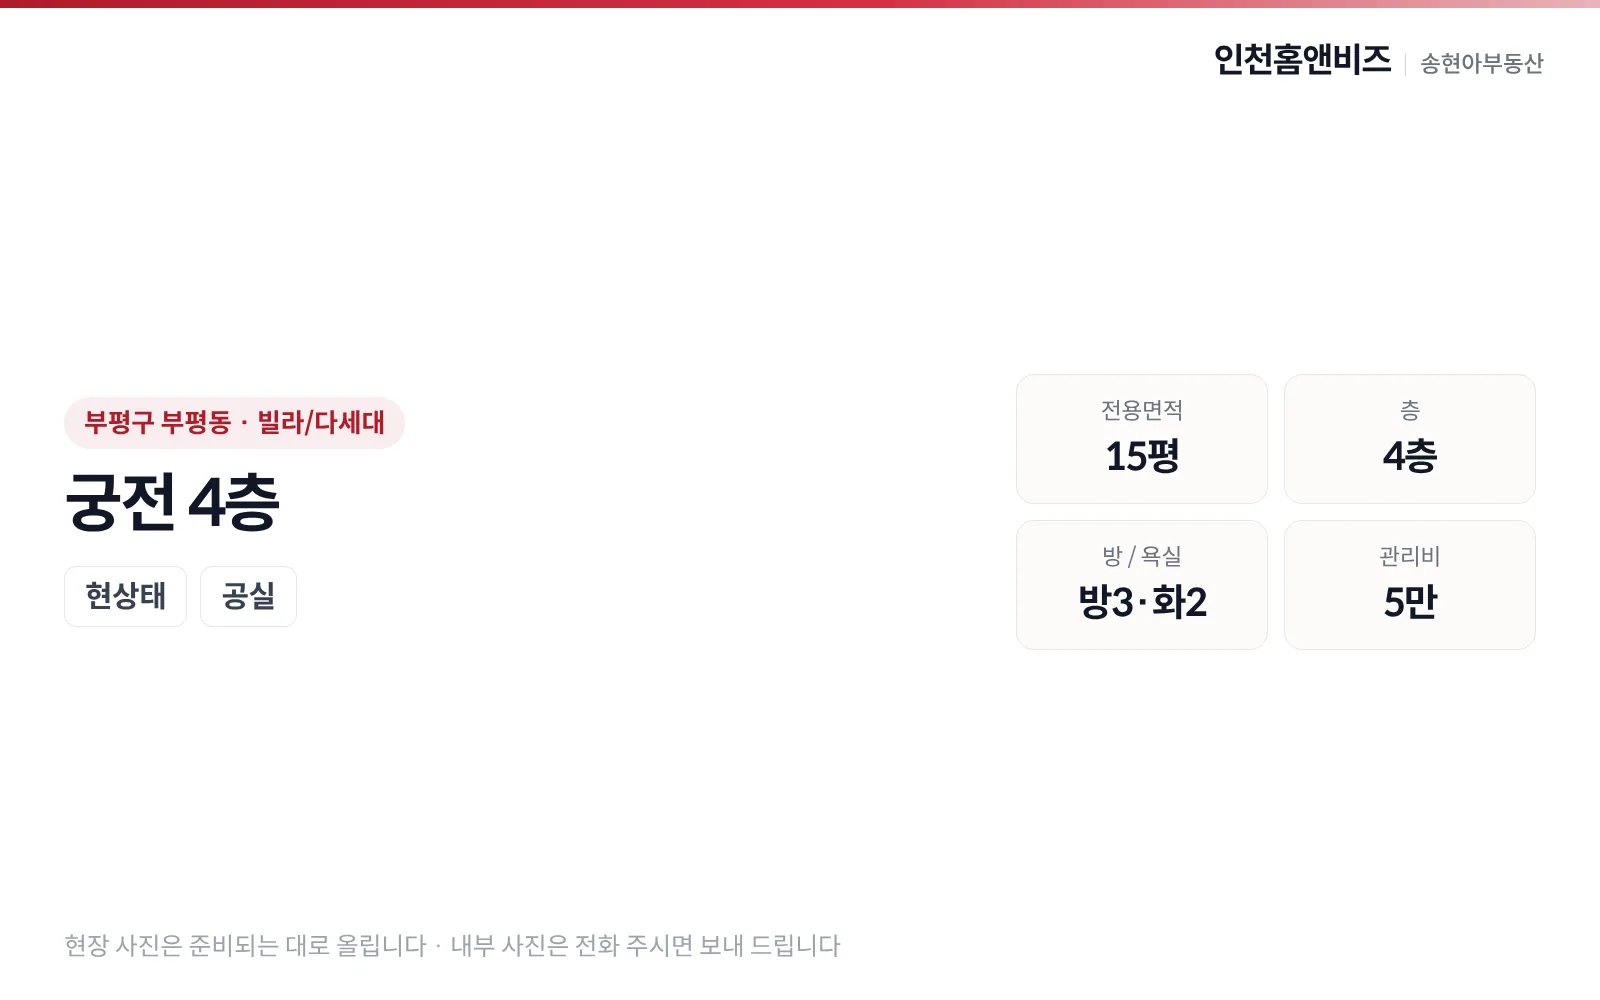 인천홈앤비즈 송현아부동산
부평구 부평동 · 빌라/다세대
궁전 4층
현상태 공실
전용면적
15평
층
4층
방 / 욕실
방3·화2
관리비
5만
현장 사진은 준비되는 대로 올립니다 · 내부 사진은 전화 주시면 보내 드립니다